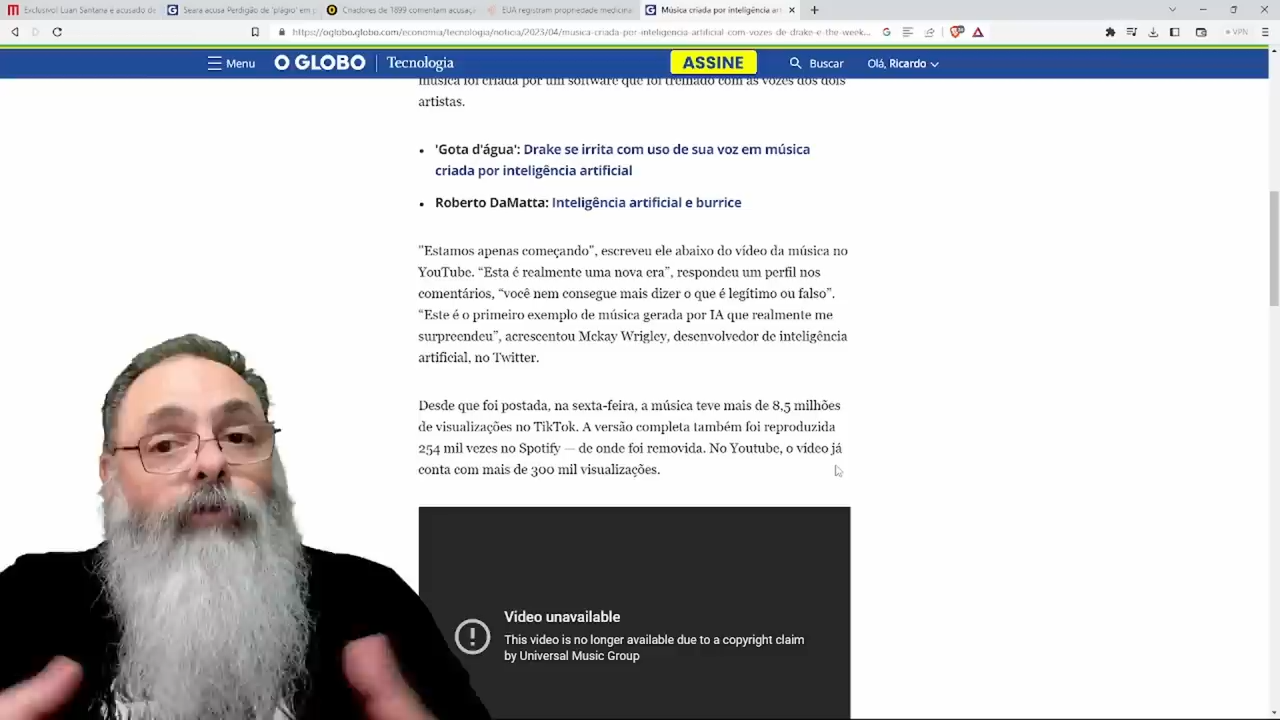 Exclusivo! Luan Santana é acusado de
Seara acusa Perdigão de 'plágio' em p
Criadores de 1899 comentam acusaç
EUA registram propriedade medicina
Música criada por inteligência art
https://oglobo.globo.com/economia/tecnologia/noticia/2023/04/musica-criada-por-inteligencia-artificial-com-vozes-de-drake-e-the-week...
VPN
Menu
O GLOBO
Tecnologia
ASSINE
Buscar
Olá, Ricardo
música foi criada por um software que foi treinado com as vozes dos dois
artistas.
'Gota d'água': Drake se irrita com uso de sua voz em música
criada por inteligência artificial
Roberto DaMatta: Inteligência artificial e burrice
"Estamos apenas começando”, escreveu ele abaixo do vídeo da música no
YouTube. “Esta é realmente uma nova era”, respondeu um perfil nos
comentários, “você nem consegue mais dizer o que é legítimo ou falso”.
“Este é o primeiro exemplo de música gerada por IA que realmente me
surpreendeu”, acrescentou Mckay Wrigley, desenvolvedor de inteligência
artificial, no Twitter.
Desde que foi postada, na sexta-feira, a música teve mais de 8,5 milhões
de visualizações no TikTok. A versão completa também foi reproduzida
254 mil vezes no Spotify — de onde foi removida. No Youtube, o vídeo já
conta com mais de 300 mil visualizações.
Video unavailable
This video is no longer available due to a copyright claim
by Universal Music Group